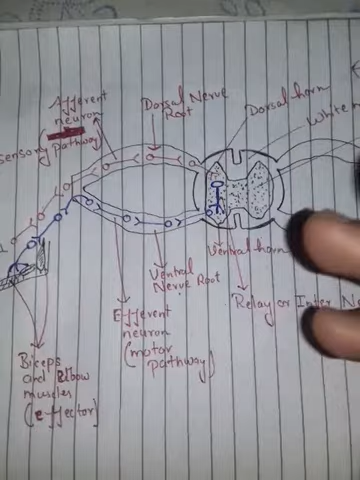 Afferent
neuron
(sensory pathway)
Dorsal Nerve
Root
Dorsal horn
White
Ventral horn
Ventral
Nerve Root
Relay or Inter N
Efferent
neuron
(motor
pathway)
Biceps
and Elbow
muscles
(effector)